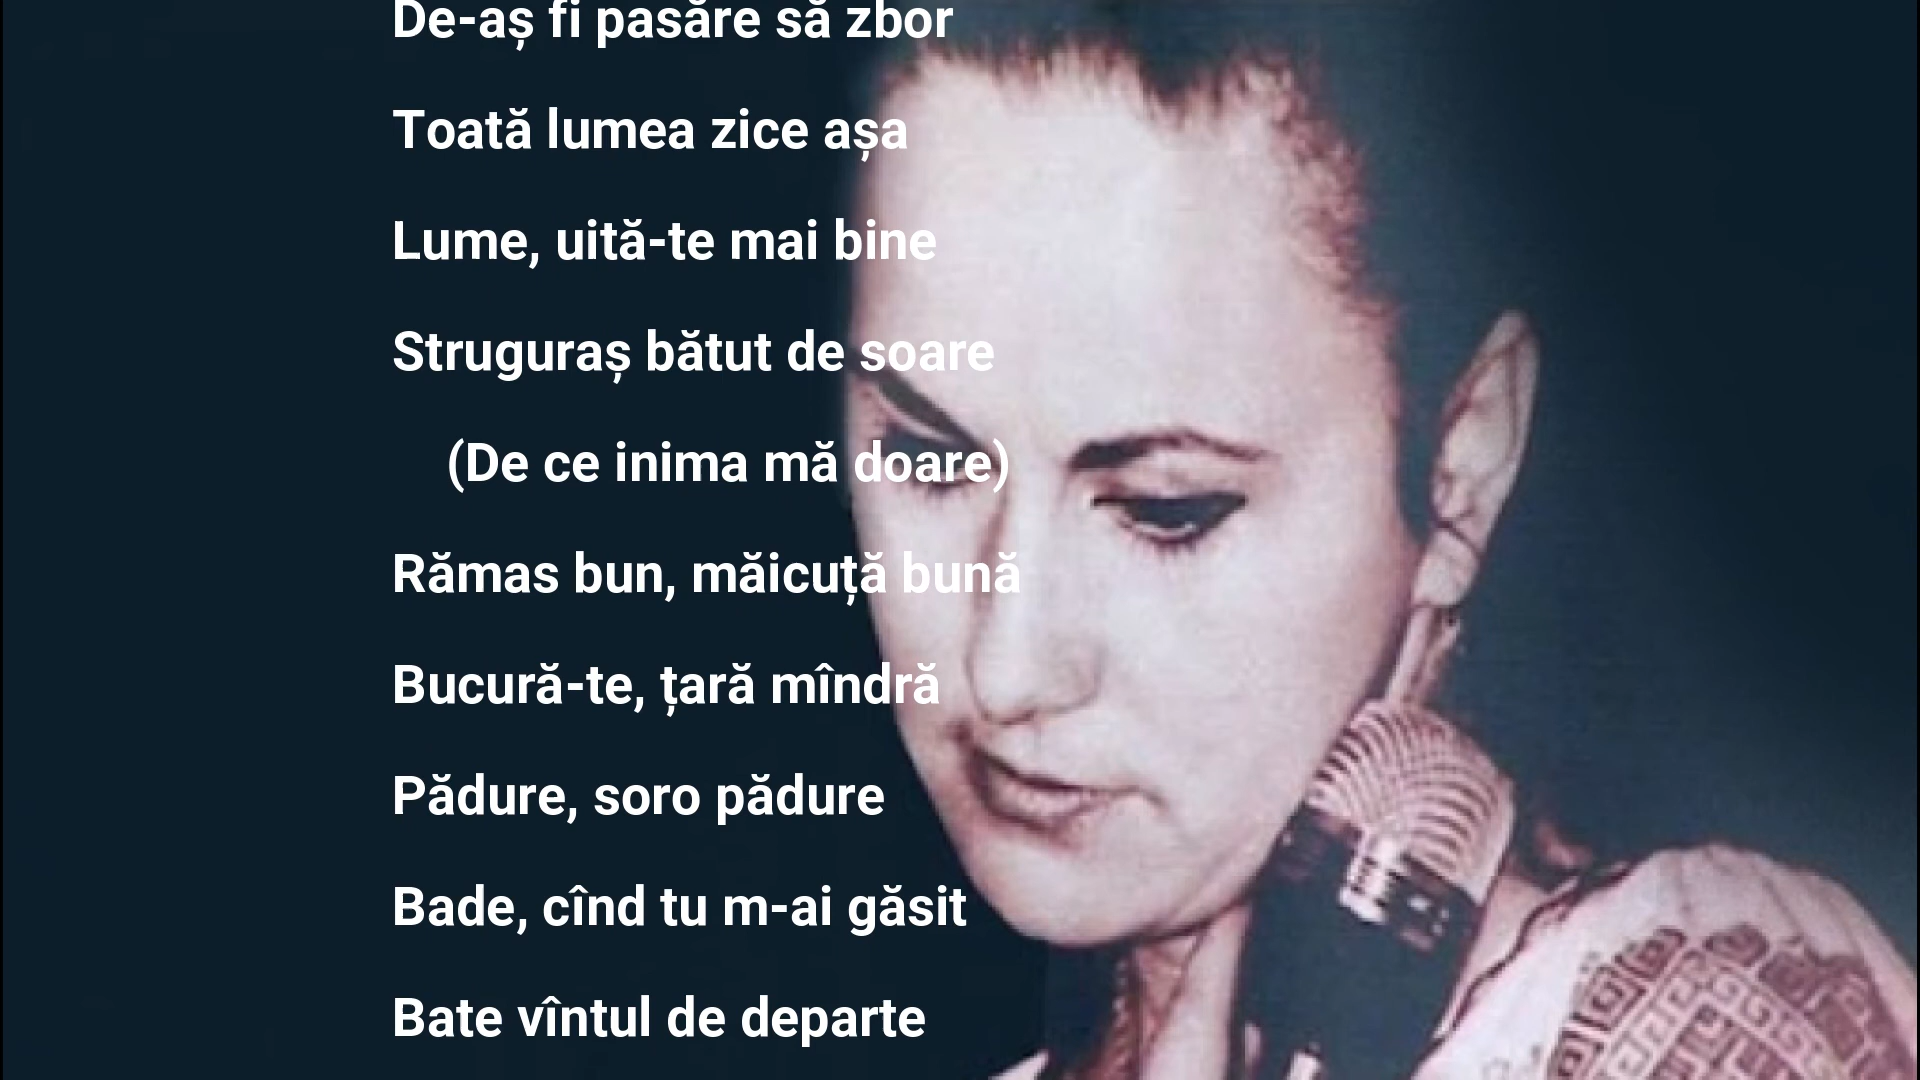 De-aș fi pasăre să zbor
Toată lumea zice așa
Lume, uită-te mai bine
Struguraș bătut de soare
(De ce inima mă doare)
Rămas bun, măicuță bună
Bucură-te, țară mîndră
Pădure, soro pădure
Bade, cînd tu m-ai găsit
Bate vîntul de departe